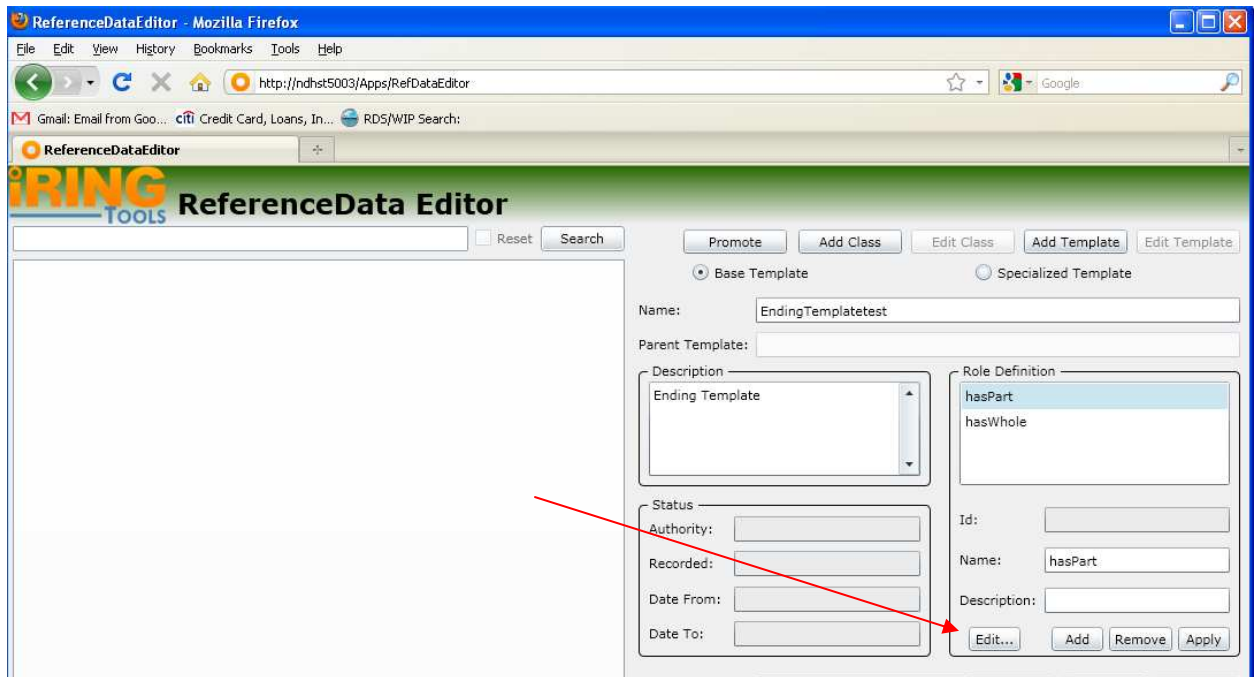 ReferenceDataEditor - Mozilla Firefox
File Edit View History Bookmarks Tools Help
http://ndhst5003/Apps/RefDataEditor
Google
Gmail: Email from Goo... citi Credit Card, Loans, In... RDS/WIP Search:
ReferenceDataEditor
iRING TOOLS ReferenceData Editor
Reset Search
Promote Add Class Edit Class Add Template Edit Template
Base Template Specialized Template
Name: EndingTemplatetest
Parent Template:
Description
Ending Template
Role Definition
hasPart
hasWhole
Status
Authority:
Recorded:
Date From:
Date To:
Id:
Name: hasPart
Description:
Edit... Add Remove Apply